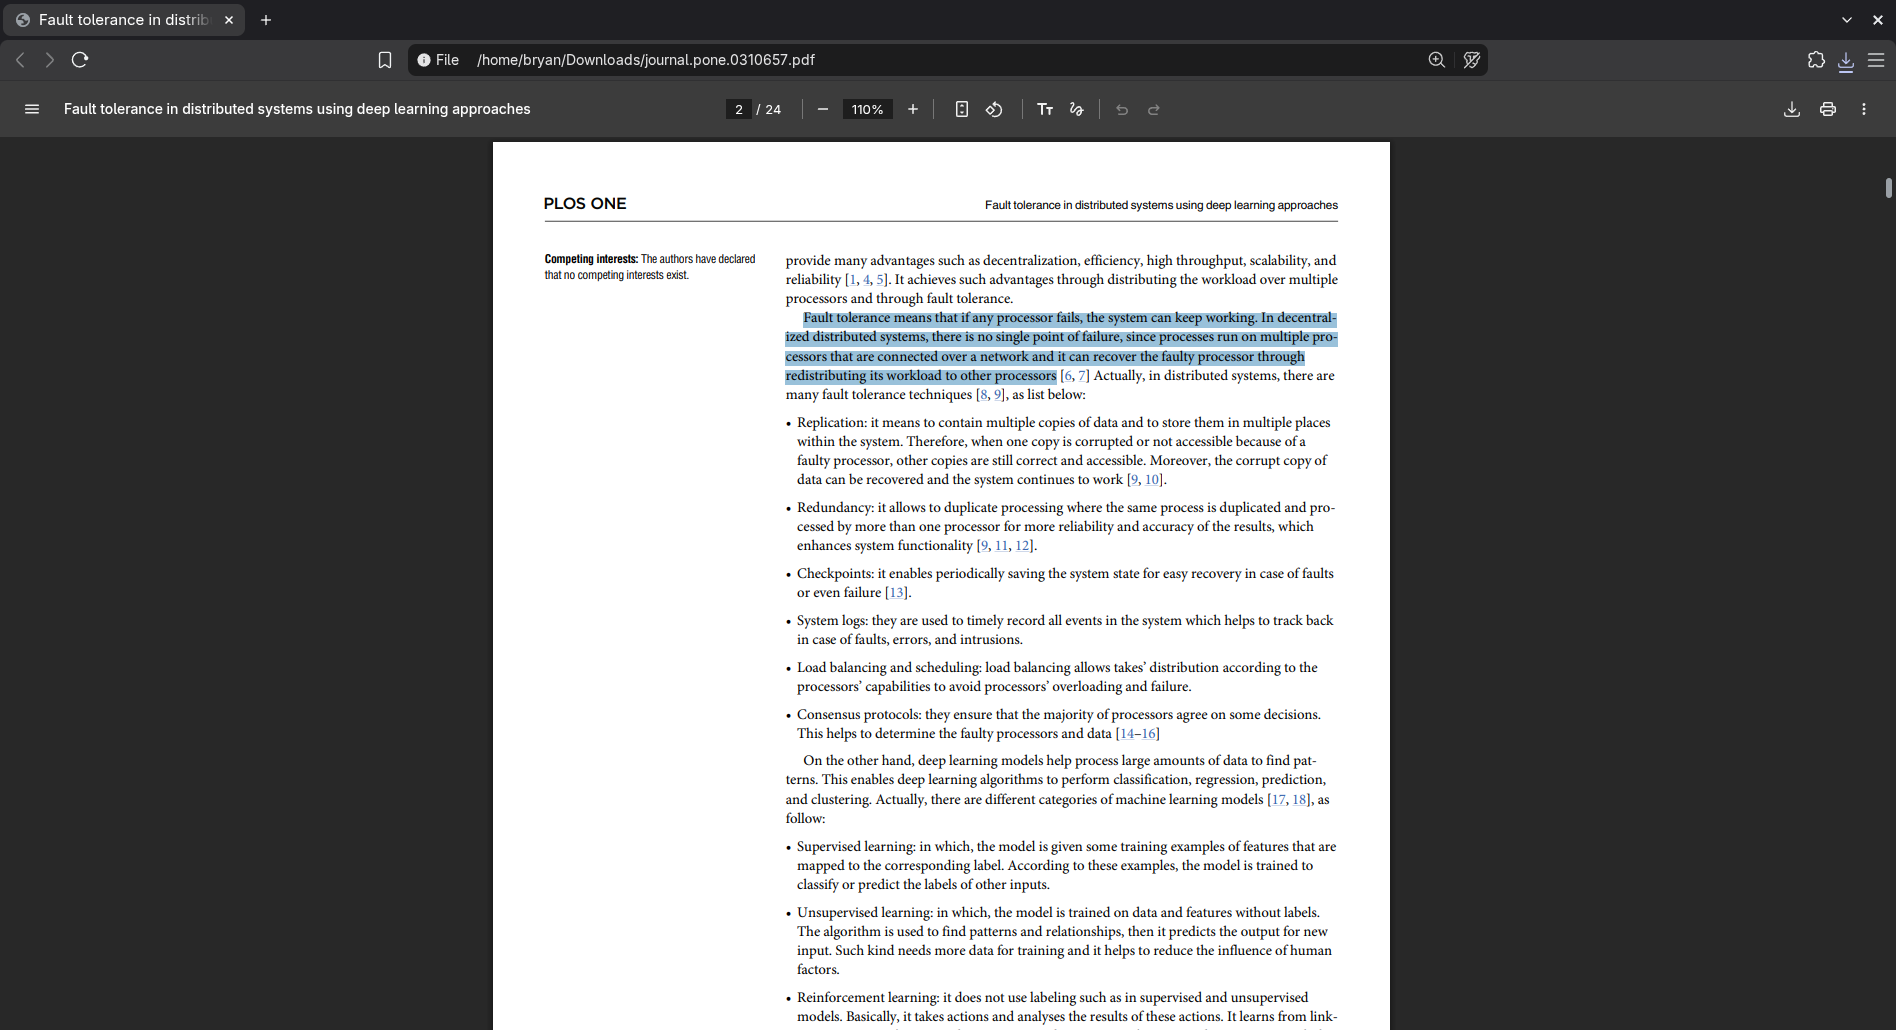 Fault tolerance in distrib
File /home/bryan/Downloads/journal.pone.0310657.pdf
Fault tolerance in distributed systems using deep learning approaches
2 / 24
110%
PLOS ONE
Fault tolerance in distributed systems using deep learning approaches
Competing interests: The authors have declared
that no competing interests exist.
provide many advantages such as decentralization, efficiency, high throughput, scalability, and
reliability [1, 4, 5]. It achieves such advantages through distributing the workload over multiple
processors and through fault tolerance.
Fault tolerance means that if any processor fails, the system can keep working. In decentral-
ized distributed systems, there is no single point of failure, since processes run on multiple pro-
cessors that are connected over a network and it can recover the faulty processor through
redistributing its workload to other processors [6, 7] Actually, in distributed systems, there are
many fault tolerance techniques [8, 9], as list below:
• Replication: it means to contain multiple copies of data and to store them in multiple places
within the system. Therefore, when one copy is corrupted or not accessible because of a
faulty processor, other copies are still correct and accessible. Moreover, the corrupt copy of
data can be recovered and the system continues to work [9, 10].
• Redundancy: it allows to duplicate processing where the same process is duplicated and pro-
cessed by more than one processor for more reliability and accuracy of the results, which
enhances system functionality [9, 11, 12].
• Checkpoints: it enables periodically saving the system state for easy recovery in case of faults
or even failure [13].
• System logs: they are used to timely record all events in the system which helps to track back
in case of faults, errors, and intrusions.
• Load balancing and scheduling: load balancing allows takes’ distribution according to the
processors’ capabilities to avoid processors’ overloading and failure.
• Consensus protocols: they ensure that the majority of processors agree on some decisions.
This helps to determine the faulty processors and data [14–16]
On the other hand, deep learning models help process large amounts of data to find pat-
terns. This enables deep learning algorithms to perform classification, regression, prediction,
and clustering. Actually, there are different categories of machine learning models [17, 18], as
follow:
• Supervised learning: in which, the model is given some training examples of features that are
mapped to the corresponding label. According to these examples, the model is trained to
classify or predict the labels of other inputs.
• Unsupervised learning: in which, the model is trained on data and features without labels.
The algorithm is used to find patterns and relationships, then it predicts the output for new
input. Such kind needs more data for training and it helps to reduce the influence of human
factors.
• Reinforcement learning: it does not use labeling such as in supervised and unsupervised
models. Basically, it takes actions and analyses the results of these actions. It learns from link-